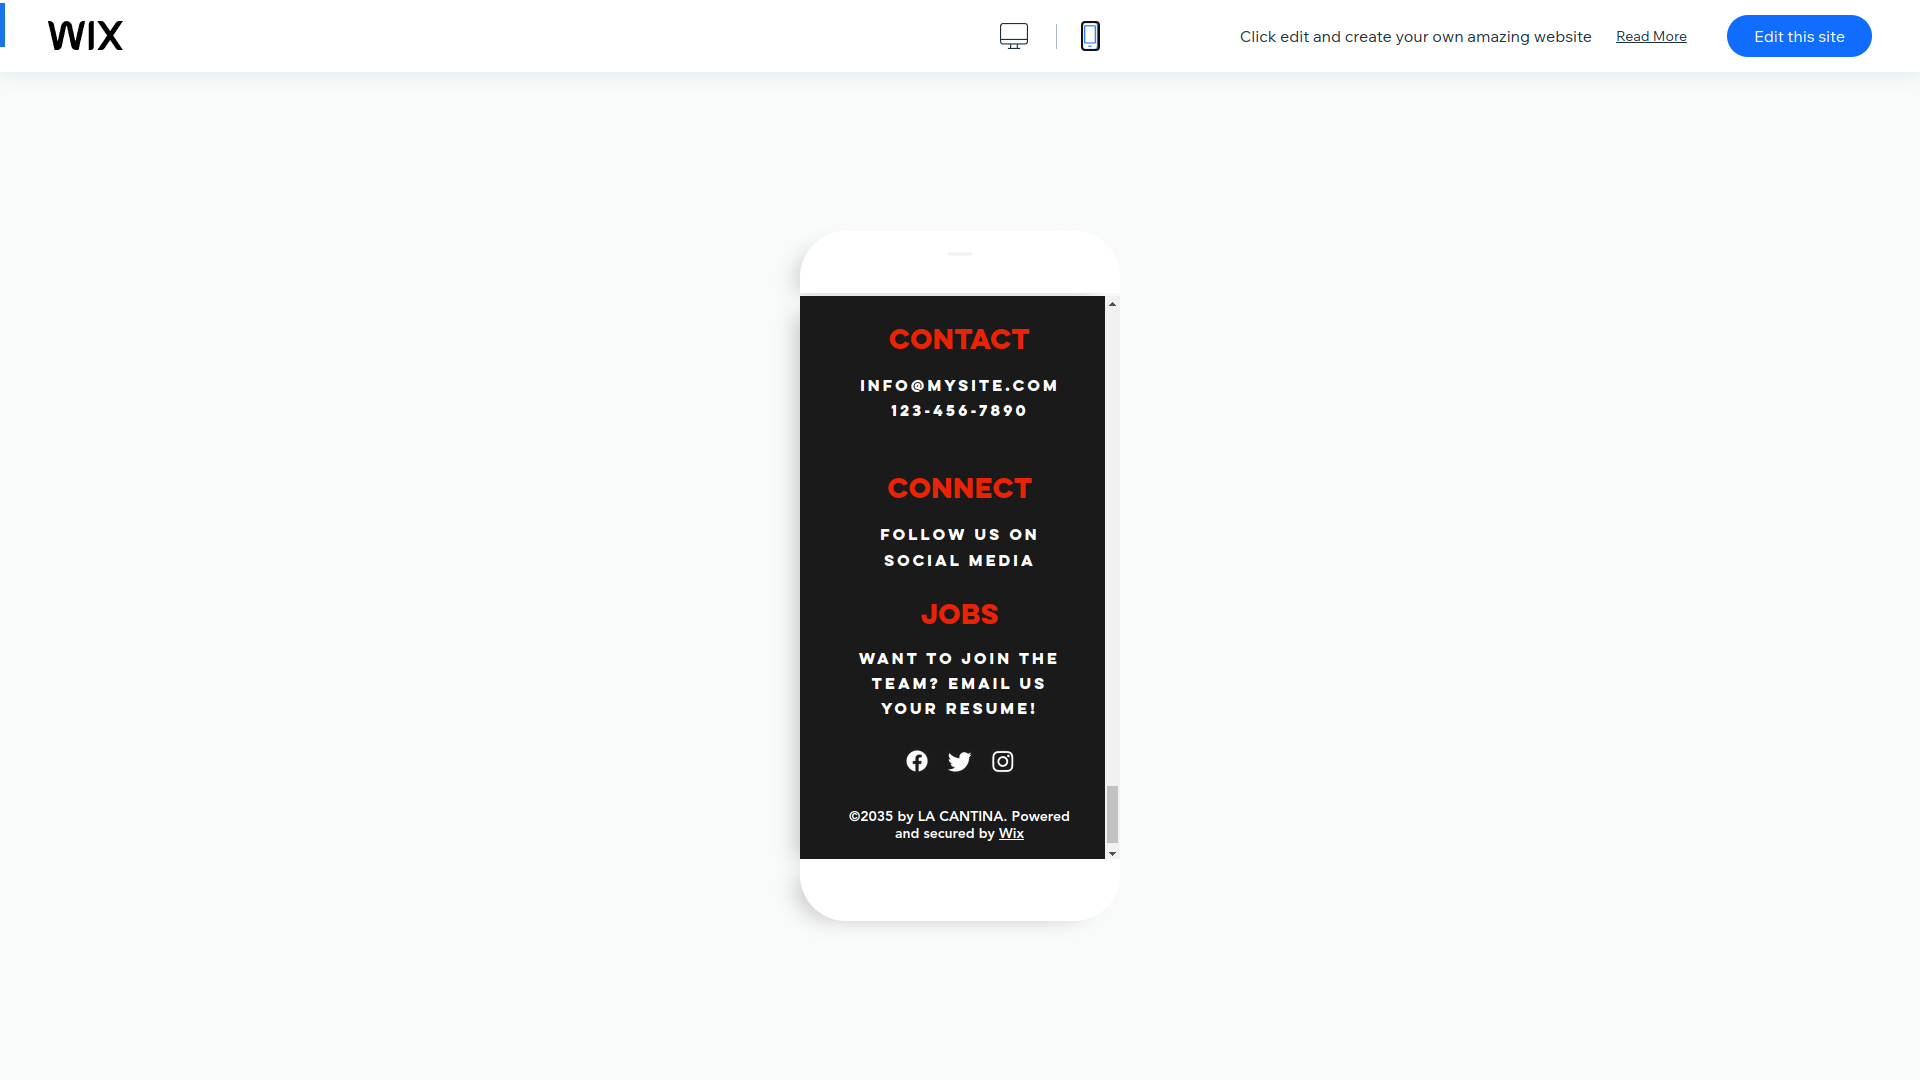 WIX
Click edit and create your own amazing website
Read More
Edit this site
CONTACT
INFO@MYSITE.COM
123-456-7890
CONNECT
FOLLOW US ON
SOCIAL MEDIA
JOBS
WANT TO JOIN THE
TEAM? EMAIL US
YOUR RESUME!
©2035 by LA CANTINA. Powered
and secured by Wix